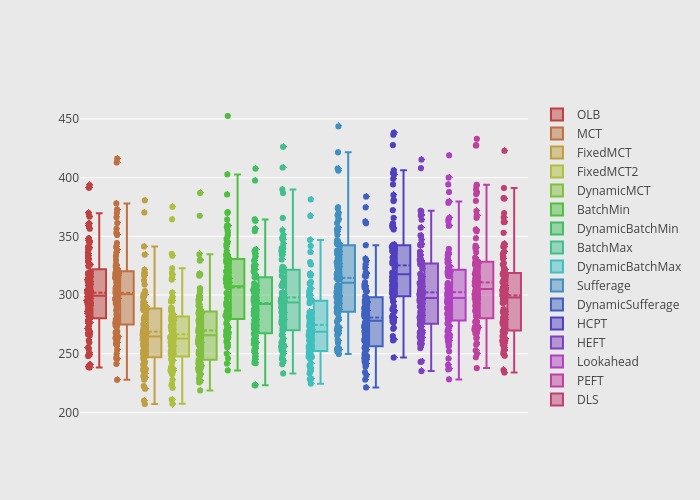 450
400
350
300
250
200
OLB
MCT
FixedMCT
FixedMCT2
DynamicMCT
BatchMin
DynamicBatchMin
BatchMax
DynamicBatchMax
Sufferage
DynamicSufferage
HCPT
HEFT
Lookahead
PEFT
DLS